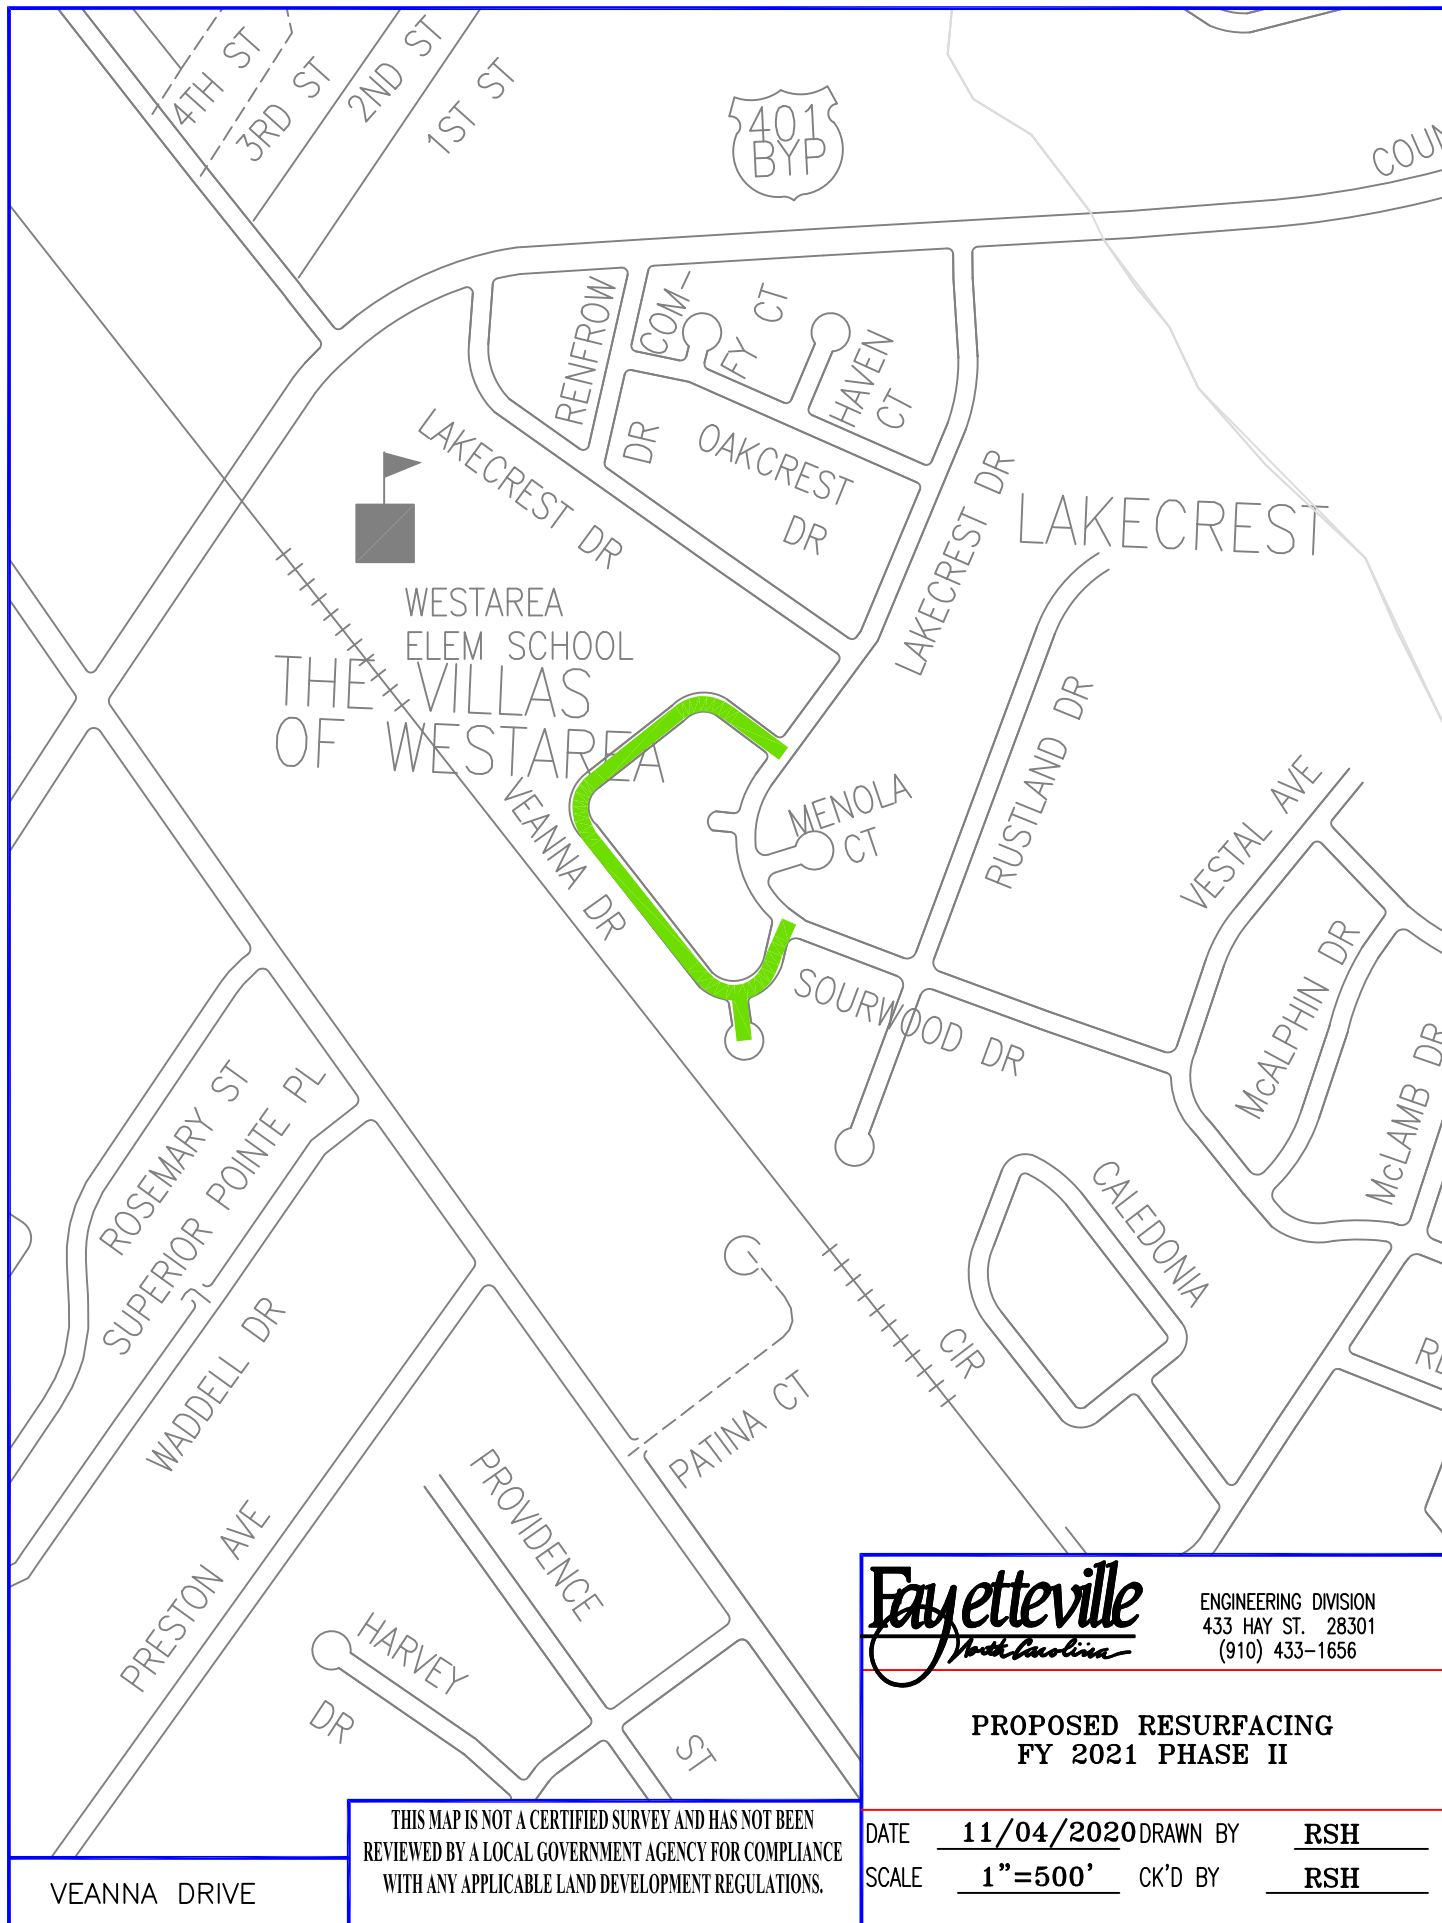 4TH ST
3RD ST
2ND ST
1ST ST
401
BYP
RENFROW
DR
COM-
FY CT
HAVEN
CT
LAKECREST DR
OAKCREST
DR
LAKECREST DR
LAKECREST
WESTAREA
ELEM SCHOOL
THE VILLAS
OF WESTAREA
VEANNA DR
MENOLA
CT
RUSTLAND DR
VESTAL AVE
McALPHIN DR
McLAMB DR
SOURWOOD DR
ROSEMARY ST
SUPERIOR POINTE PL
WADDELL DR
CALEDONIA
CIR
PATINA CT
PROVIDENCE
ST
PRESTON AVE
HARVEY
DR
Fayetteville
North Carolina
ENGINEERING DIVISION
433 HAY ST. 28301
(910) 433-1656
PROPOSED RESURFACING
FY 2021 PHASE II
DATE 11/04/2020 DRAWN BY RSH
SCALE 1"=500' CK'D BY RSH
THIS MAP IS NOT A CERTIFIED SURVEY AND HAS NOT BEEN
REVIEWED BY A LOCAL GOVERNMENT AGENCY FOR COMPLIANCE
WITH ANY APPLICABLE LAND DEVELOPMENT REGULATIONS.
VEANNA DRIVE